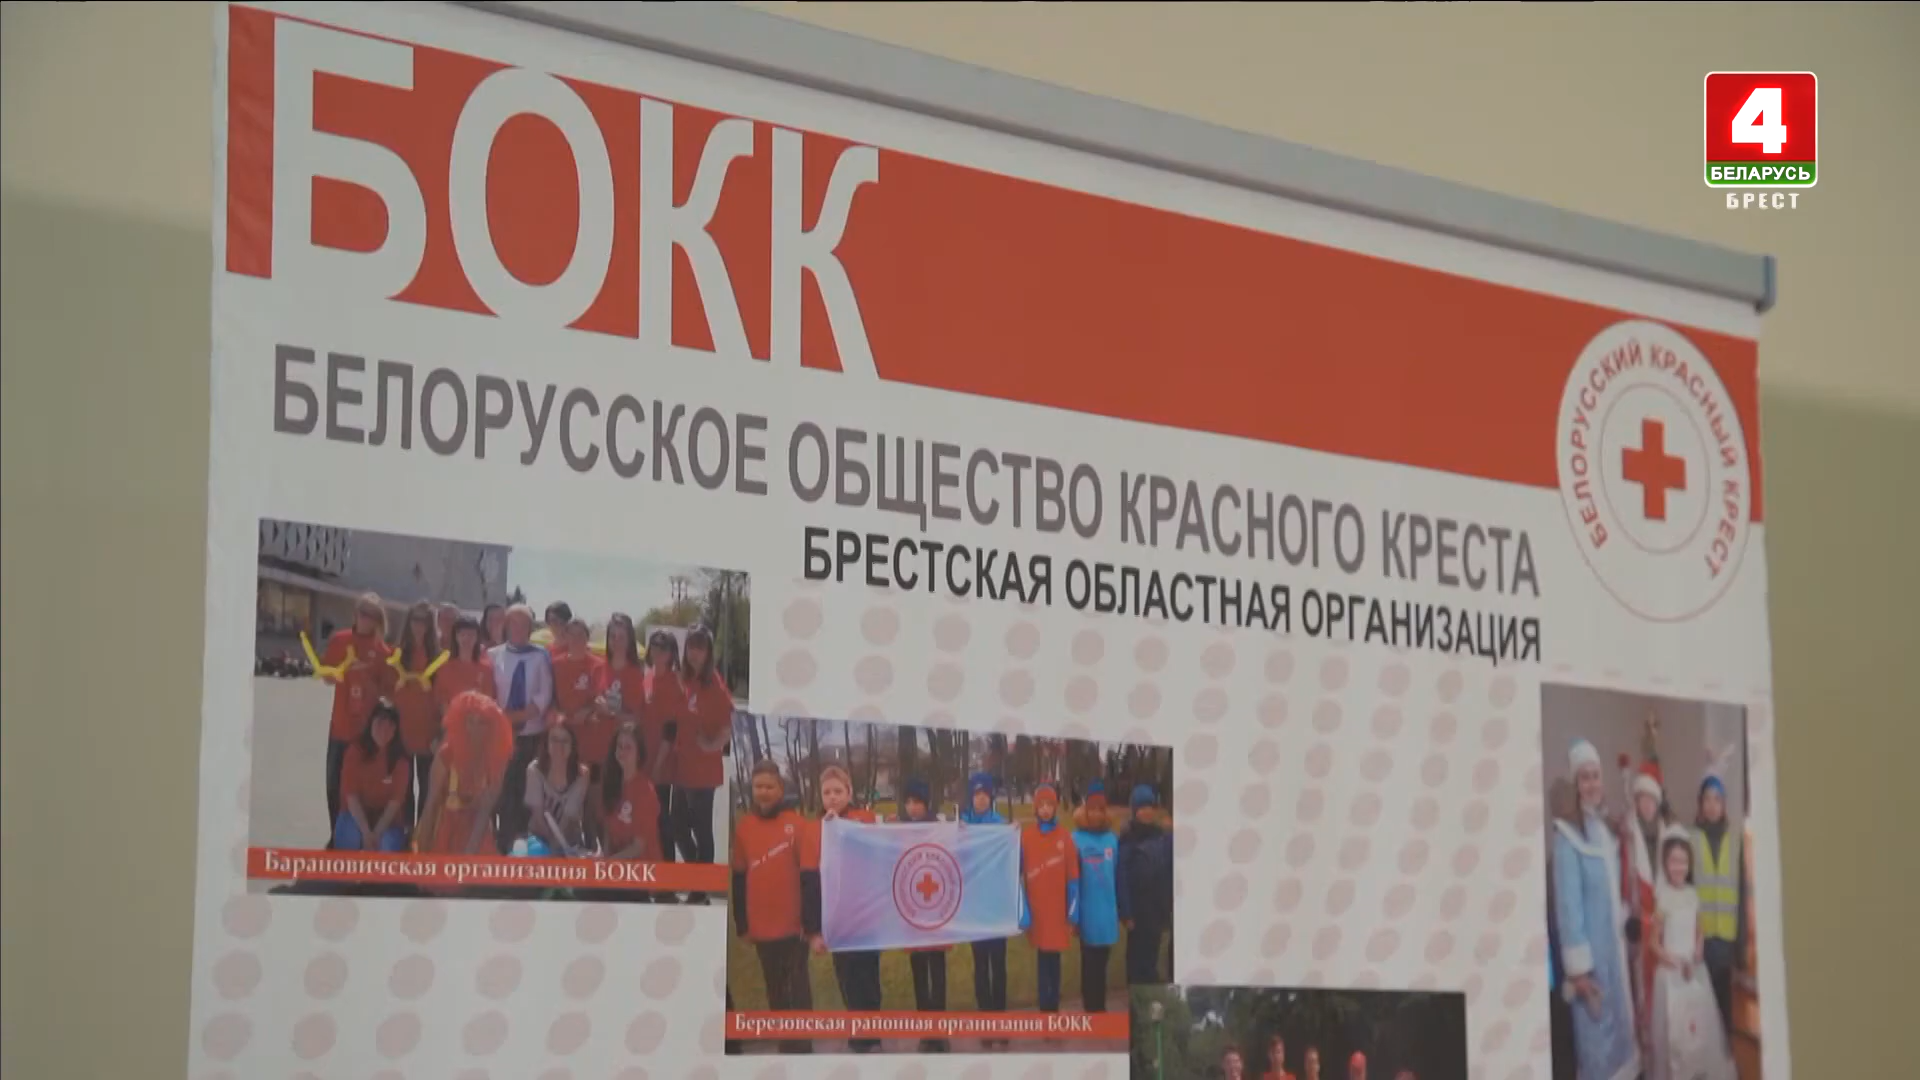 БОКК
4
БЕЛАРУСЬ
БРЕСТ
БЕЛОРУССКОЕ ОБЩЕСТВО КРАСНОГО КРЕСТА
БРЕСТСКАЯ ОБЛАСТНАЯ ОРГАНИЗАЦИЯ
БЕЛОРУССКИЙ КРАСНЫЙ КРЕСТ
Барановичская организация БОКК
Березовская районная организация БОКК